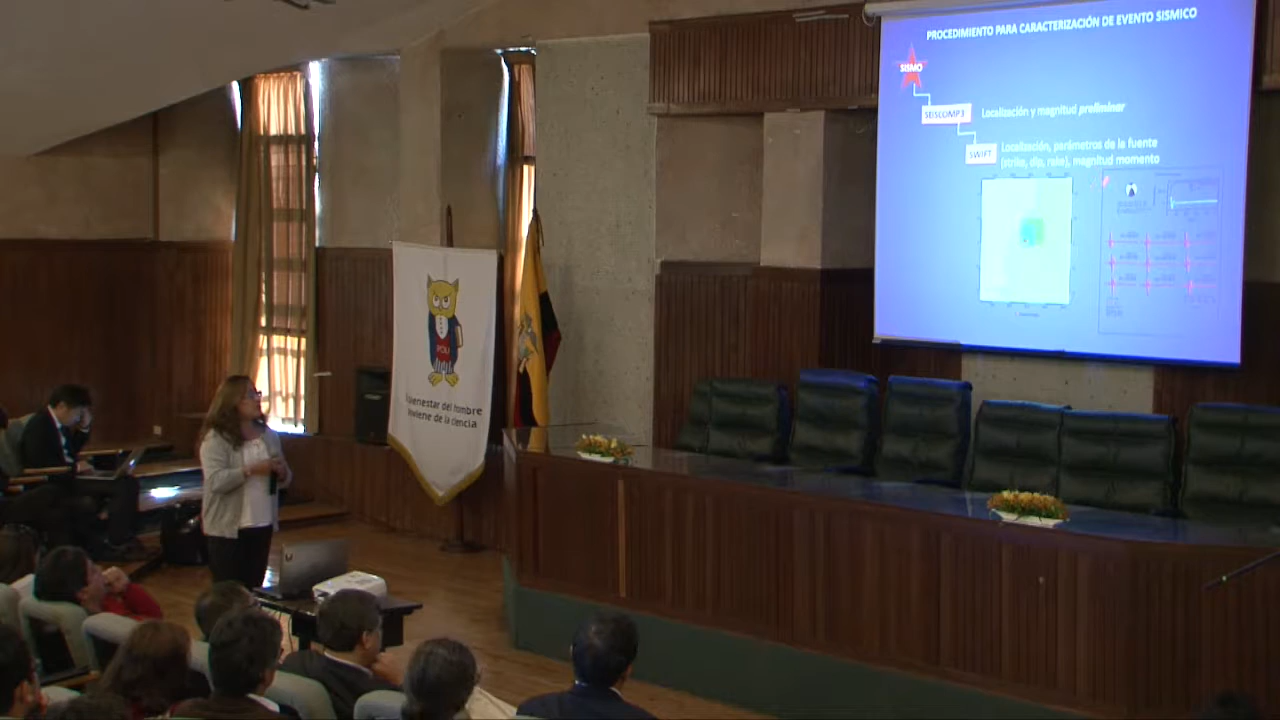 PROCEDIMIENTO PARA CARACTERIZACIÓN DE EVENTO SISMICO
SISMO
SEISCOMP3
Localización y magnitud preliminar
SWIFT
Localización, parámetros de la fuente
(strike, dip, rake), magnitud momento
POLI
bienestar del hombre
proviene de la ciencia